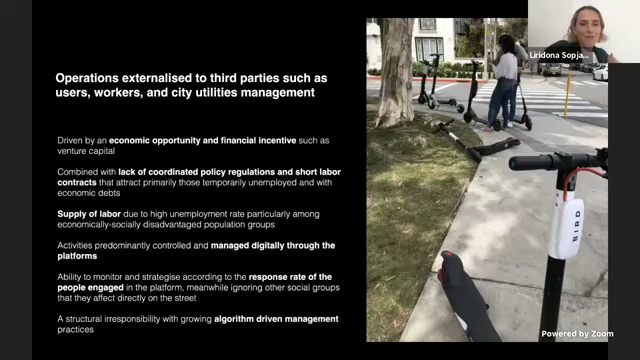 Operations externalised to third parties such as
users, workers, and city utilities management
Driven by an economic opportunity and financial incentive such as
venture capital
Combined with lack of coordinated policy regulations and short labor
contracts that attract primarily those temporarily unemployed and with
economic debts
Supply of labor due to high unemployment rate particularly among
economically-socially disadvantaged population groups
Activities predominantly controlled and managed digitally through the
platforms
Ability to monitor and strategise according to the response rate of the
people engaged in the platform, meanwhile ignoring other social groups
that they affect directly on the street
A structural irresponsibility with growing algorithm driven management
practices
Liridona Sopja...
BIRD
Powered by Zoom